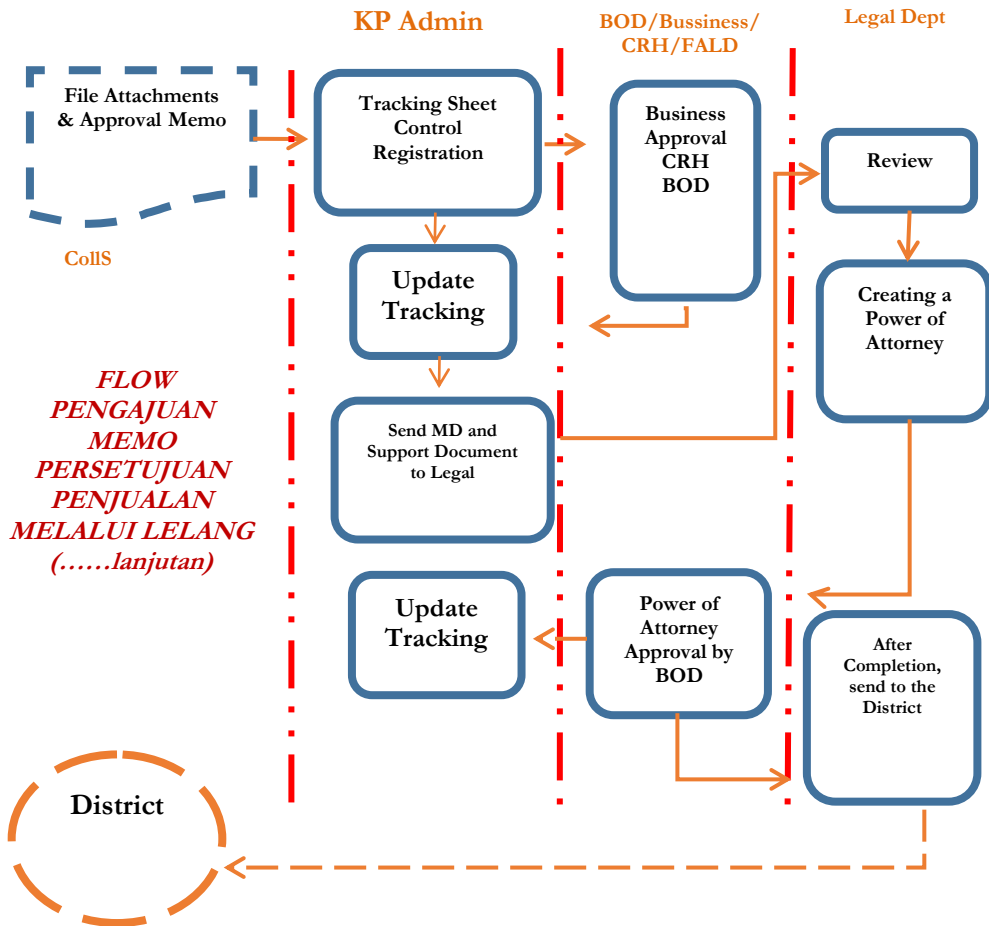 KP Admin
BOD/Bussiness/
CRH/FALD
Legal Dept
File Attachments
& Approval Memo
CollS
Tracking Sheet
Control
Registration
Business
Approval
CRH
BOD
Review
Update
Tracking
Creating a
Power of
Attorney
FLOW
PENGAJUAN
MEMO
PERSETUJUAN
PENJUALAN
MELALUI LELANG
(......lanjutan)
Send MD and
Support Document
to Legal
Update
Tracking
Power of
Attorney
Approval by
BOD
After
Completion,
send to the
District
District